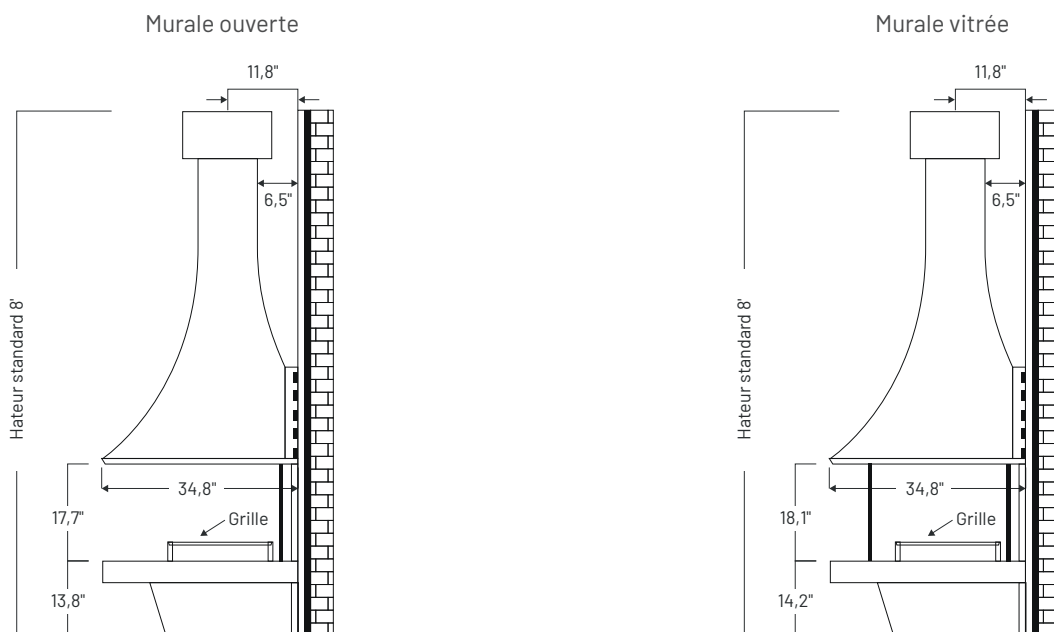 Murale ouverte
11,8"
6,5"
Hateur standard 8'
34,8"
17,7"
Grille
13,8"
Murale vitrée
11,8"
6,5"
Hateur standard 8'
34,8"
18,1"
Grille
14,2"